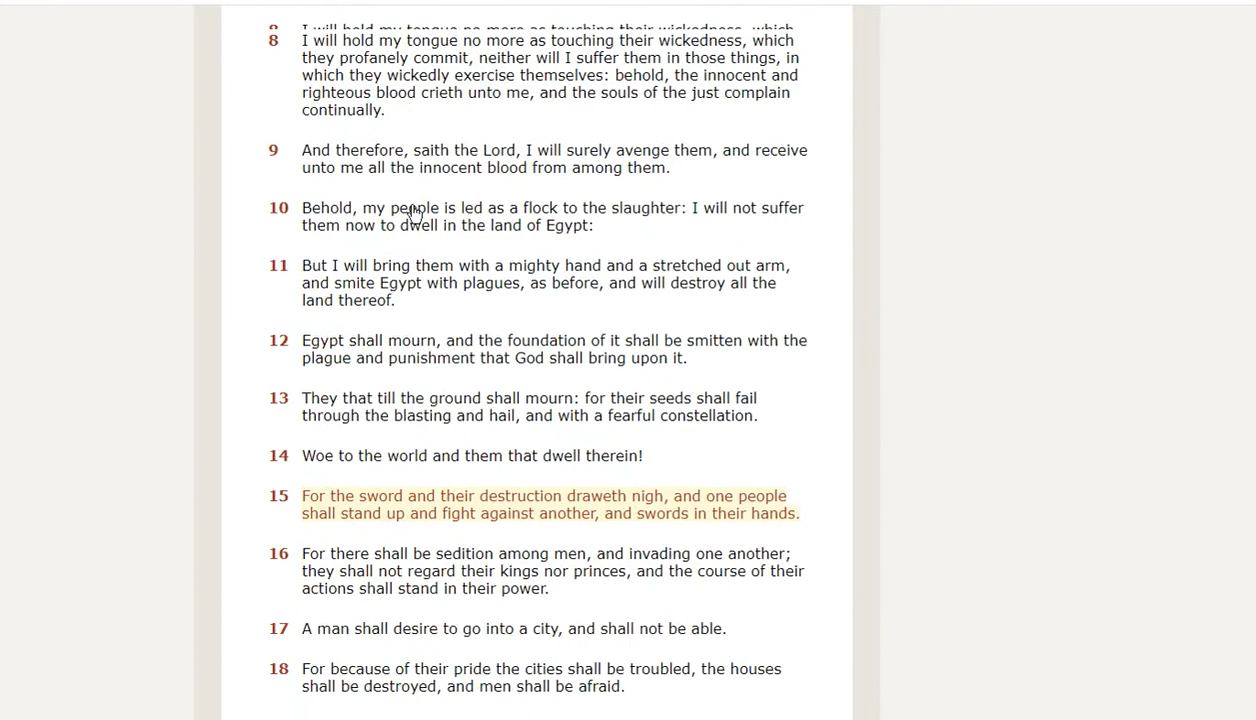 8 I will hold my tongue no more as touching their wickedness, which
8 I will hold my tongue no more as touching their wickedness, which
they profanely commit, neither will I suffer them in those things, in
which they wickedly exercise themselves: behold, the innocent and
righteous blood crieth unto me, and the souls of the just complain
continually.
9 And therefore, saith the Lord, I will surely avenge them, and receive
unto me all the innocent blood from among them.
10 Behold, my people is led as a flock to the slaughter: I will not suffer
them now to dwell in the land of Egypt:
11 But I will bring them with a mighty hand and a stretched out arm,
and smite Egypt with plagues, as before, and will destroy all the
land thereof.
12 Egypt shall mourn, and the foundation of it shall be smitten with the
plague and punishment that God shall bring upon it.
13 They that till the ground shall mourn: for their seeds shall fail
through the blasting and hail, and with a fearful constellation.
14 Woe to the world and them that dwell therein!
15 For the sword and their destruction draweth nigh, and one people
shall stand up and fight against another, and swords in their hands.
16 For there shall be sedition among men, and invading one another;
they shall not regard their kings nor princes, and the course of their
actions shall stand in their power.
17 A man shall desire to go into a city, and shall not be able.
18 For because of their pride the cities shall be troubled, the houses
shall be destroyed, and men shall be afraid.